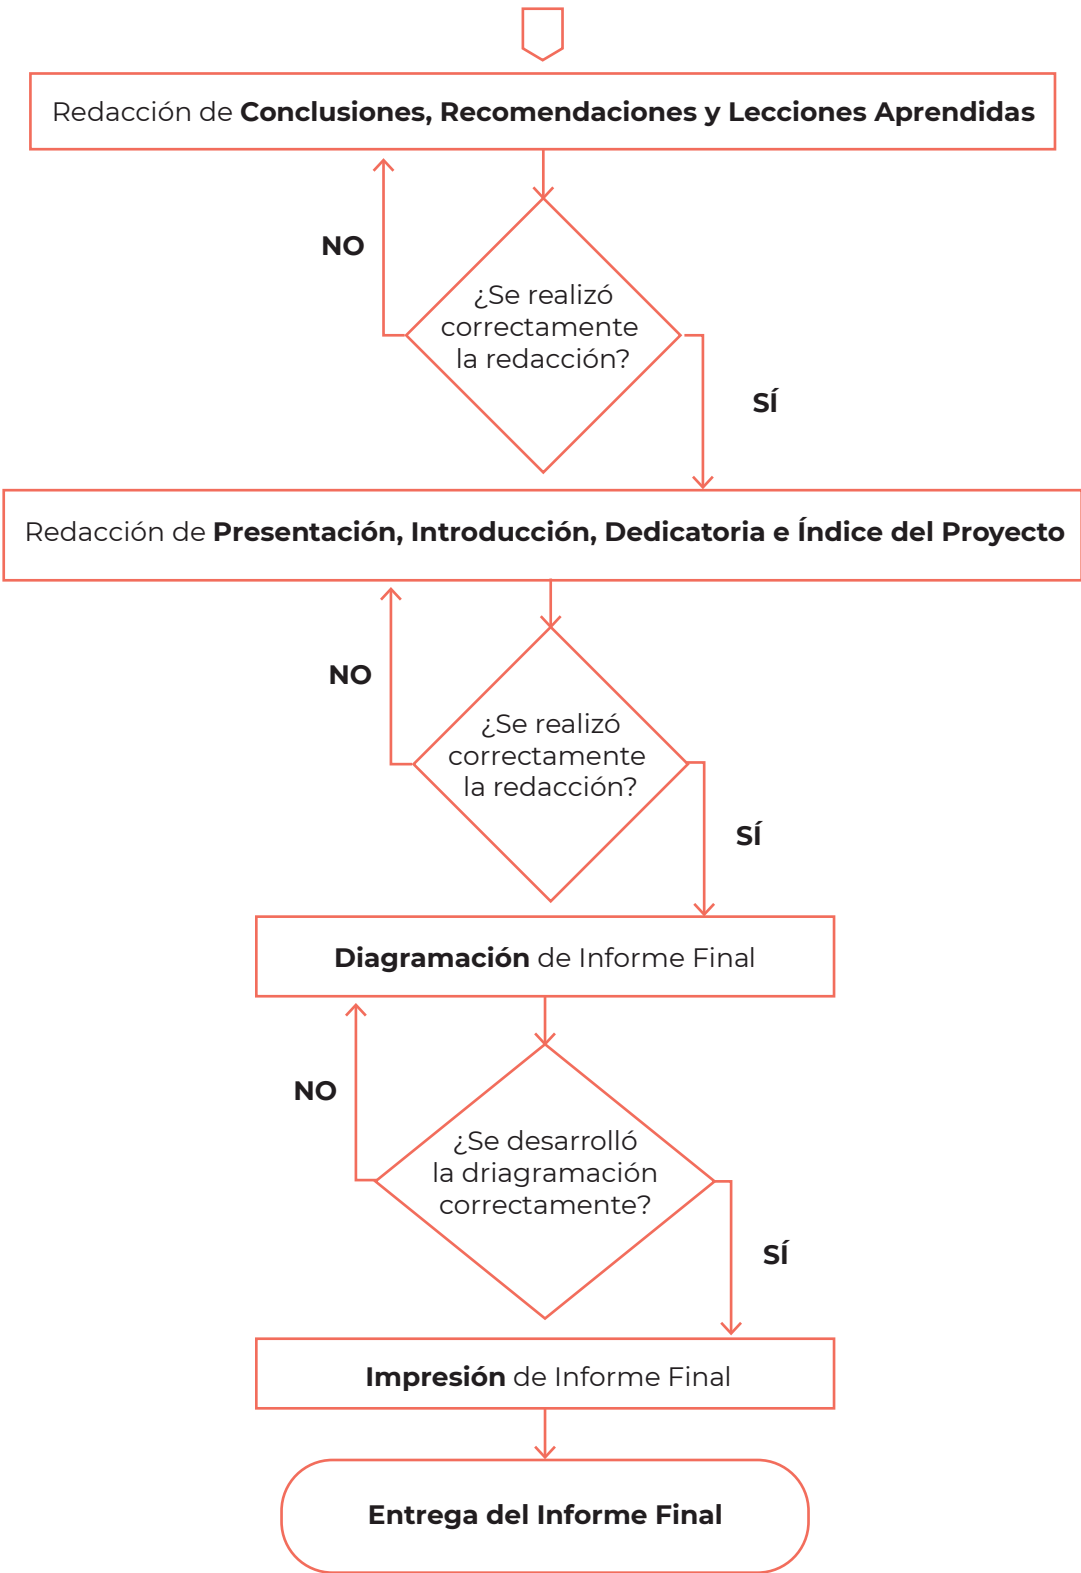 Redacción de Conclusiones, Recomendaciones y Lecciones Aprendidas
NO
¿Se realizó
correctamente
la redacción?
SÍ
Redacción de Presentación, Introducción, Dedicatoria e Índice del Proyecto
NO
¿Se realizó
correctamente
la redacción?
SÍ
Diagramación de Informe Final
NO
¿Se desarrolló
la driagramación
correctamente?
SÍ
Impresión de Informe Final
Entrega del Informe Final